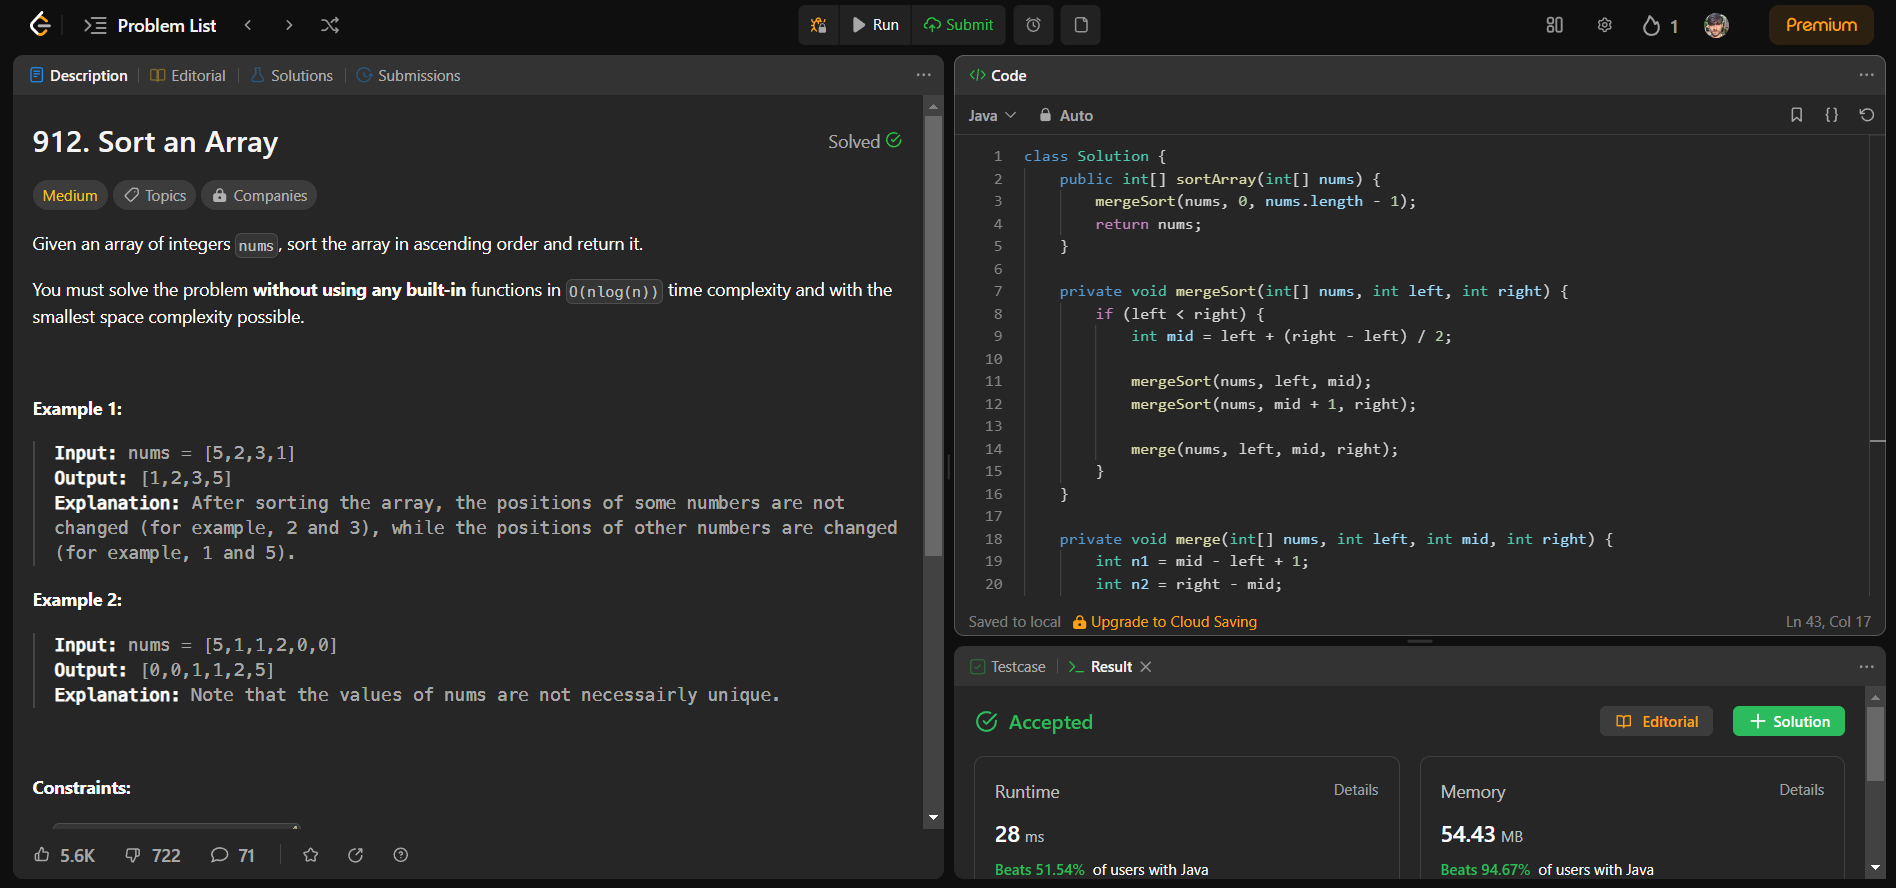 Problem List
Run
Submit
1
Premium
Description
Editorial
Solutions
Submissions
912. Sort an Array
Solved
Medium
Topics
Companies
Given an array of integers nums, sort the array in ascending order and return it.
You must solve the problem without using any built-in functions in O(nlog(n)) time complexity and with the
smallest space complexity possible.
Example 1:
Input: nums = [5,2,3,1]
Output: [1,2,3,5]
Explanation: After sorting the array, the positions of some numbers are not
changed (for example, 2 and 3), while the positions of other numbers are changed
(for example, 1 and 5).
Example 2:
Input: nums = [5,1,1,2,0,0]
Output: [0,0,1,1,2,5]
Explanation: Note that the values of nums are not necessairly unique.
Constraints:
5.6K
722
71
Code
Java
Auto
1 class Solution {
2 public int[] sortArray(int[] nums) {
3 mergeSort(nums, 0, nums.length - 1);
4 return nums;
5 }
6
7 private void mergeSort(int[] nums, int left, int right) {
8 if (left < right) {
9 int mid = left + (right - left) / 2;
10
11 mergeSort(nums, left, mid);
12 mergeSort(nums, mid + 1, right);
13
14 merge(nums, left, mid, right);
15 }
16 }
17
18 private void merge(int[] nums, int left, int mid, int right) {
19 int n1 = mid - left + 1;
20 int n2 = right - mid;
Saved to local
Upgrade to Cloud Saving
Ln 43, Col 17
Testcase
Result
Accepted
Editorial
Solution
Runtime
Details
28 ms
Beats 51.54% of users with Java
Memory
Details
54.43 MB
Beats 94.67% of users with Java